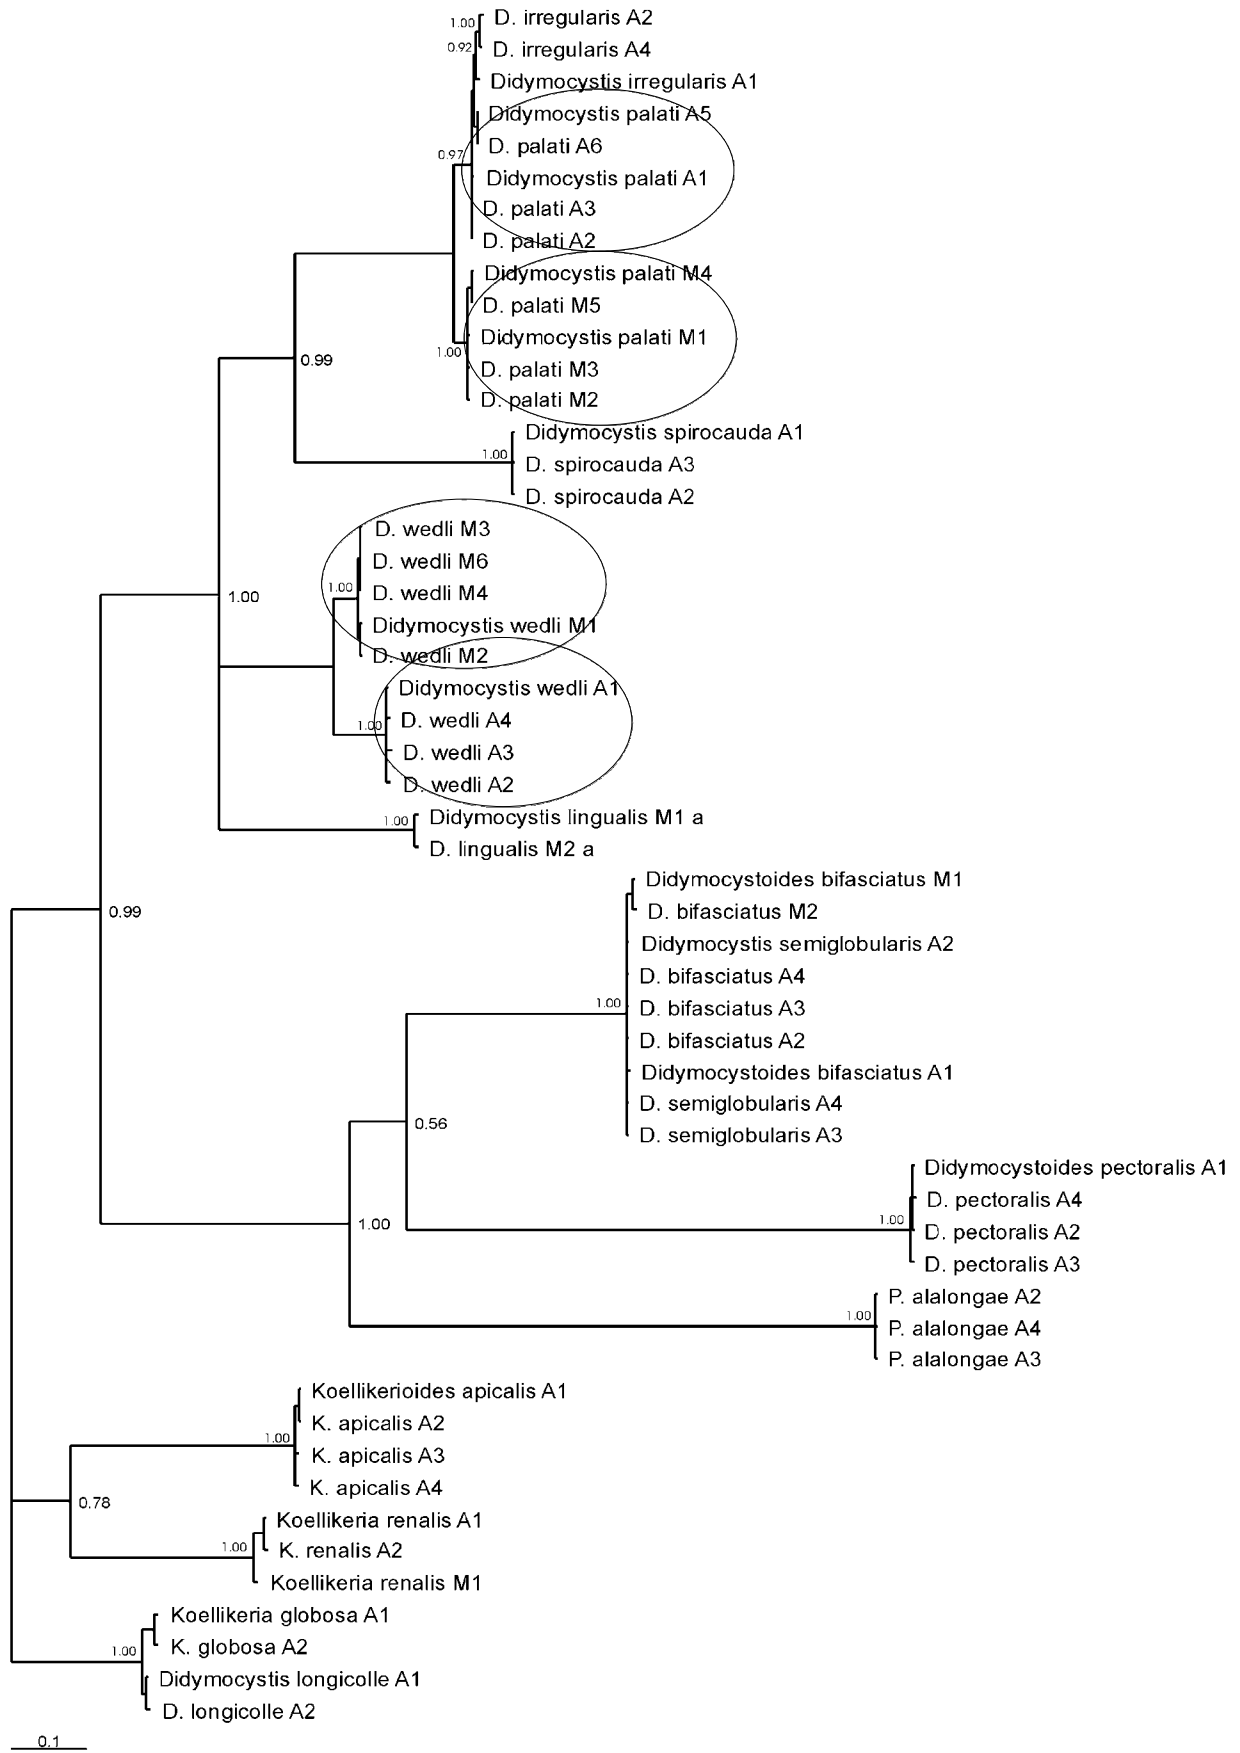 1.00
D. irregularis A2
0.92
D. irregularis A4
Didymocystis irregularis A1
Didymocystis palati A5
D. palati A6
0.97
Didymocystis palati A1
D. palati A3
D. palati A2
Didymocystis palati M4
D. palati M5
Didymocystis palati M1
1.00
0.99
D. palati M3
D. palati M2
Didymocystis spirocauda A1
1.00
D. spirocauda A3
D. spirocauda A2
D. wedli M3
D. wedli M6
1.00
D. wedli M4
1.00
Didymocystis wedli M1
D. wedli M2
Didymocystis wedli A1
1.00
D. wedli A4
D. wedli A3
D. wedli A2
1.00
Didymocystis lingualis M1 a
D. lingualis M2 a
Didymocystoides bifasciatus M1
0.99
D. bifasciatus M2
Didymocystis semiglobularis A2
D. bifasciatus A4
1.00
D. bifasciatus A3
D. bifasciatus A2
Didymocystoides bifasciatus A1
D. semiglobularis A4
0.56
D. semiglobularis A3
Didymocystoides pectoralis A1
D. pectoralis A4
1.00
1.00
D. pectoralis A2
D. pectoralis A3
P. alalongae A2
1.00
P. alalongae A4
P. alalongae A3
Koellikerioides apicalis A1
K. apicalis A2
1.00
K. apicalis A3
K. apicalis A4
0.78
Koellikeria renalis A1
1.00
K. renalis A2
Koellikeria renalis M1
Koellikeria globosa A1
1.00
K. globosa A2
Didymocystis longicolle A1
D. longicolle A2
0.1